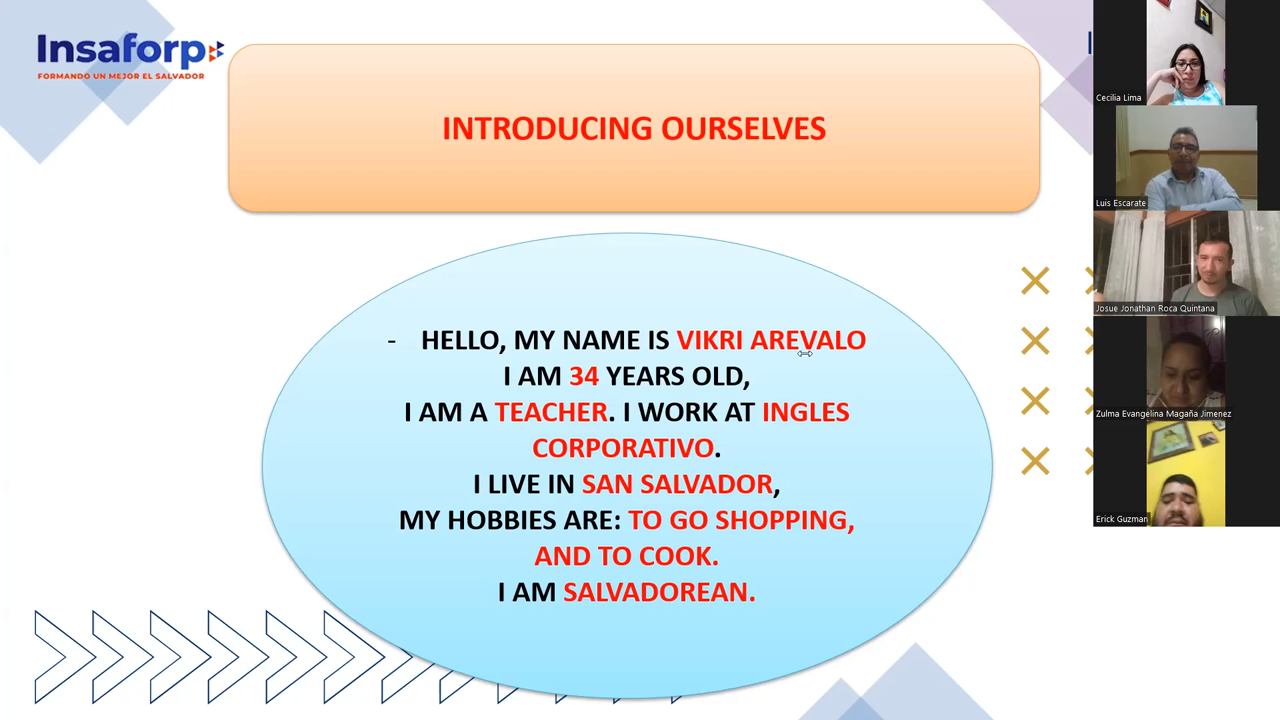 Insaforp
FORMANDO UN MEJOR EL SALVADOR
INTRODUCING OURSELVES
- HELLO, MY NAME IS VIKRI AREVALO
I AM 34 YEARS OLD,
I AM A TEACHER. I WORK AT INGLES
CORPORATIVO.
I LIVE IN SAN SALVADOR,
MY HOBBIES ARE: TO GO SHOPPING,
AND TO COOK.
I AM SALVADOREAN.
Cecilia Lima
Luis Escarate
Josue Jonathan Roca Quintana
Zulma Evangelina Magaña Jimenez
Erick Guzman